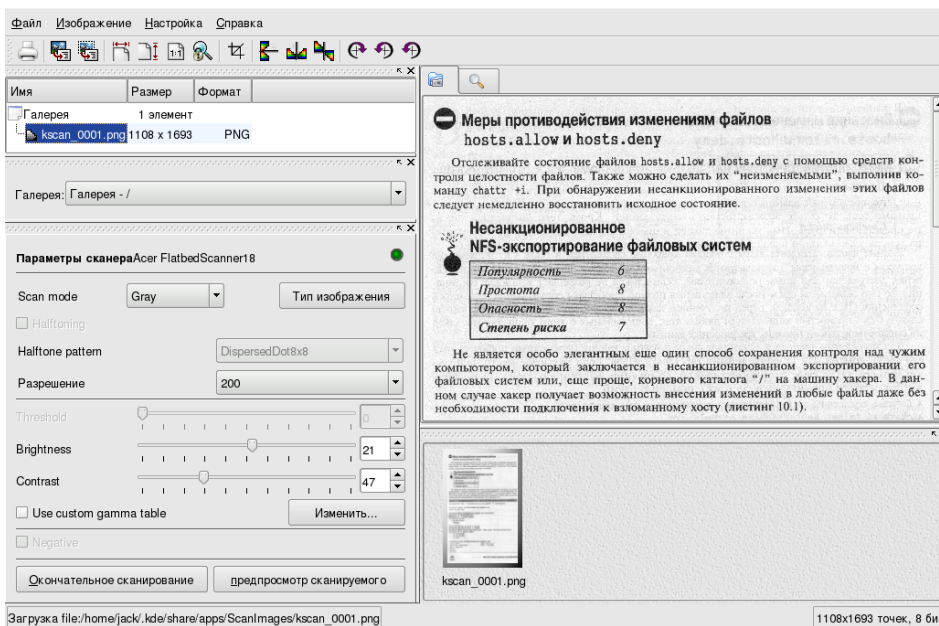 Файл Изображение Настройка Справка
Имя Размер Формат
Галерея 1 элемент
kscan_0001.png 1108 x 1693 PNG
Галерея: Галерея - /
Параметры сканераAcer FlatbedScanner18
Scan mode Gray Тип изображения
Halftoning
Halftone pattern DispersedDot8x8
Разрешение 200
Threshold 0
Brightness 21
Contrast 47
Use custom gamma table Изменить...
Negative
Окончательное сканирование предпросмотр сканируемого
Меры противодействия изменениям файлов
hosts.allow и hosts.deny
Отслеживайте состояние файлов hosts.allow и hosts.deny с помощью средств кон-
троля целостности файлов. Также можно сделать их "неизменяемыми", выполнив ко-
манду chattr +i. При обнаружении несанкционированного изменения этих файлов
следует немедленно восстановить исходное состояние.
Несанкционированное
NFS-экспортирование файловых систем
Популярность 6
Простота 8
Опасность 8
Степень риска 7
Не является особо элегантным еще один способ сохранения контроля над чужим
компьютером, который заключается в несанкционированном экспортировании его
файловых систем или, еще проще, корневого каталога "/" на машину хакера. В дан-
ном случае хакер получает возможность внесения изменений в любые файлы даже без
необходимости подключения к взломанному хосту (листинг 10.1).
kscan_0001.png
Загрузка file:/home/jack/.kde/share/apps/ScanImages/kscan_0001.png 1108x1693 точек, 8 би